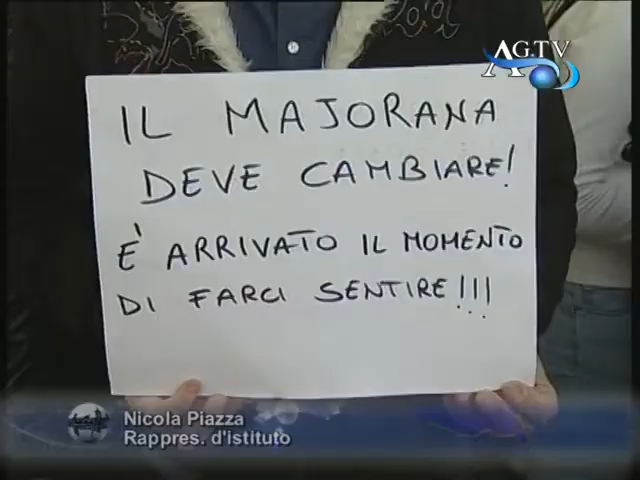 AGTV
IL MAJORANA
DEVE CAMBIARE!
È ARRIVATO IL MOMENTO
DI FARCI SENTIRE!!!
Nicola Piazza
Rappres. d'istituto